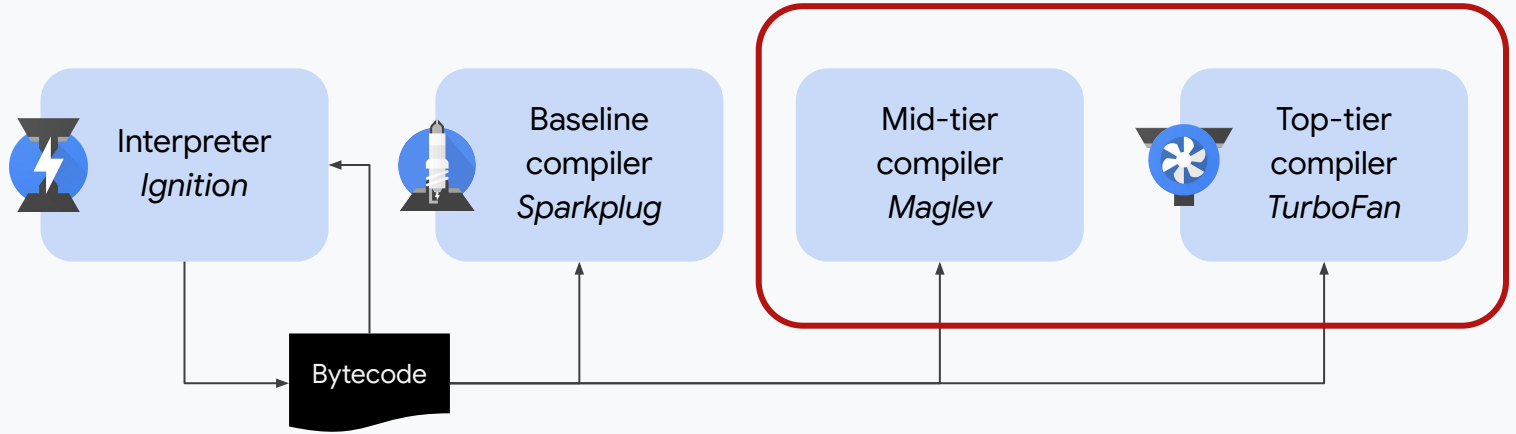 Interpreter
Ignition
Baseline
compiler
Sparkplug
Mid-tier
compiler
Maglev
Top-tier
compiler
TurboFan
Bytecode